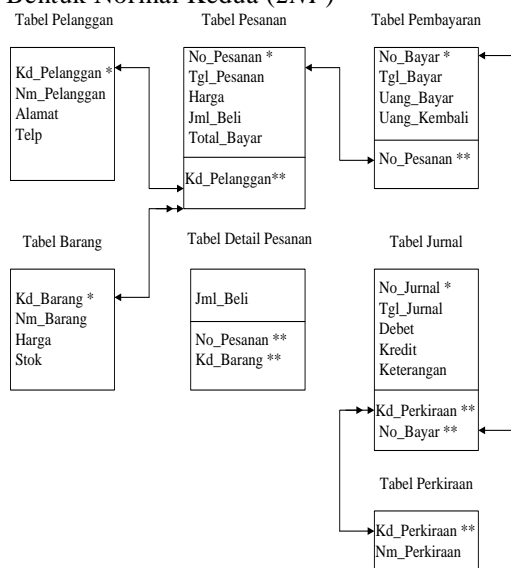 Bentuk Normal Kedua (2NF)
Tabel Pelanggan
Kd_Pelanggan *
Nm_Pelanggan
Alamat
Telp
Tabel Pesanan
No_Pesanan *
Tgl_Pesanan
Harga
Jml_Beli
Total_Bayar
Kd_Pelanggan**
Tabel Pembayaran
No_Bayar *
Tgl_Bayar
Uang_Bayar
Uang_Kembali
No_Pesanan **
Tabel Barang
Kd_Barang *
Nm_Barang
Harga
Stok
Tabel Detail Pesanan
Jml_Beli
No_Pesanan **
Kd_Barang **
Tabel Jurnal
No_Jurnal *
Tgl_Jurnal
Debet
Kredit
Keterangan
Kd_Perkiraan **
No_Bayar **
Tabel Perkiraan
Kd_Perkiraan **
Nm_Perkiraan